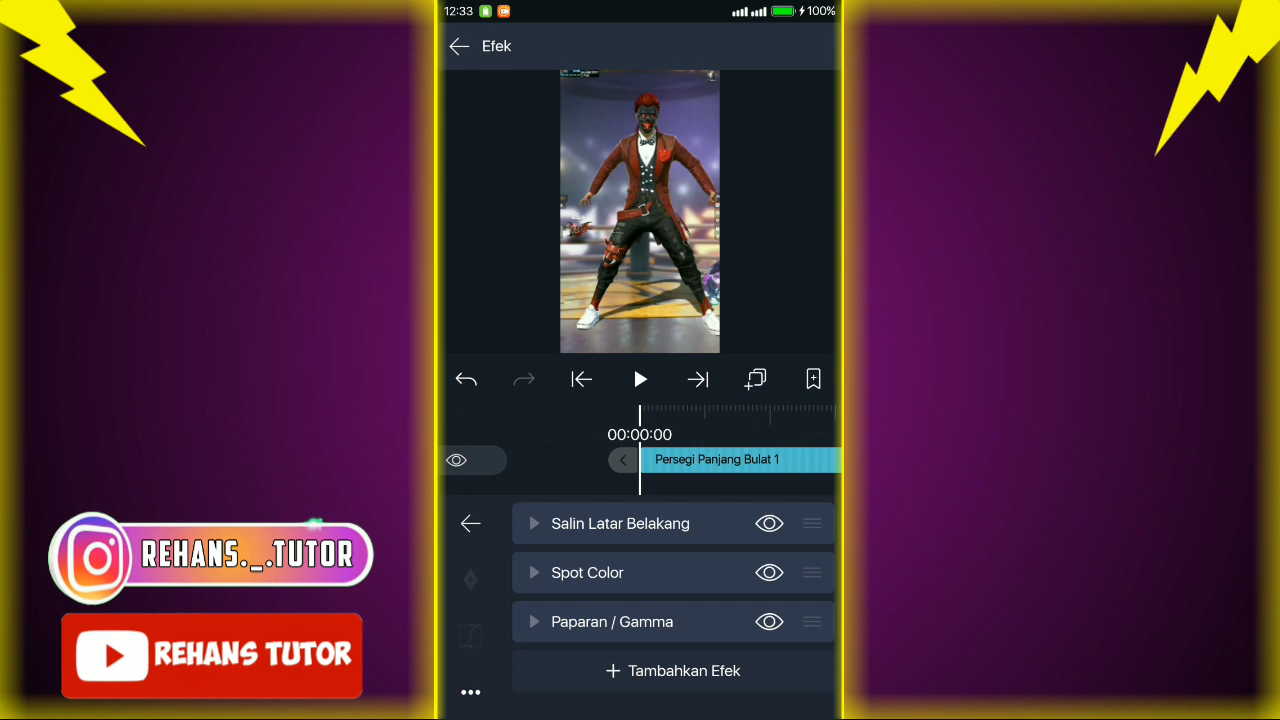 12:33
100%
Efek
00:00:00
Persegi Panjang Bulat 1
Salin Latar Belakang
Spot Color
Paparan / Gamma
Tambahkan Efek
REHANS._.TUTOR
REHANS TUTOR